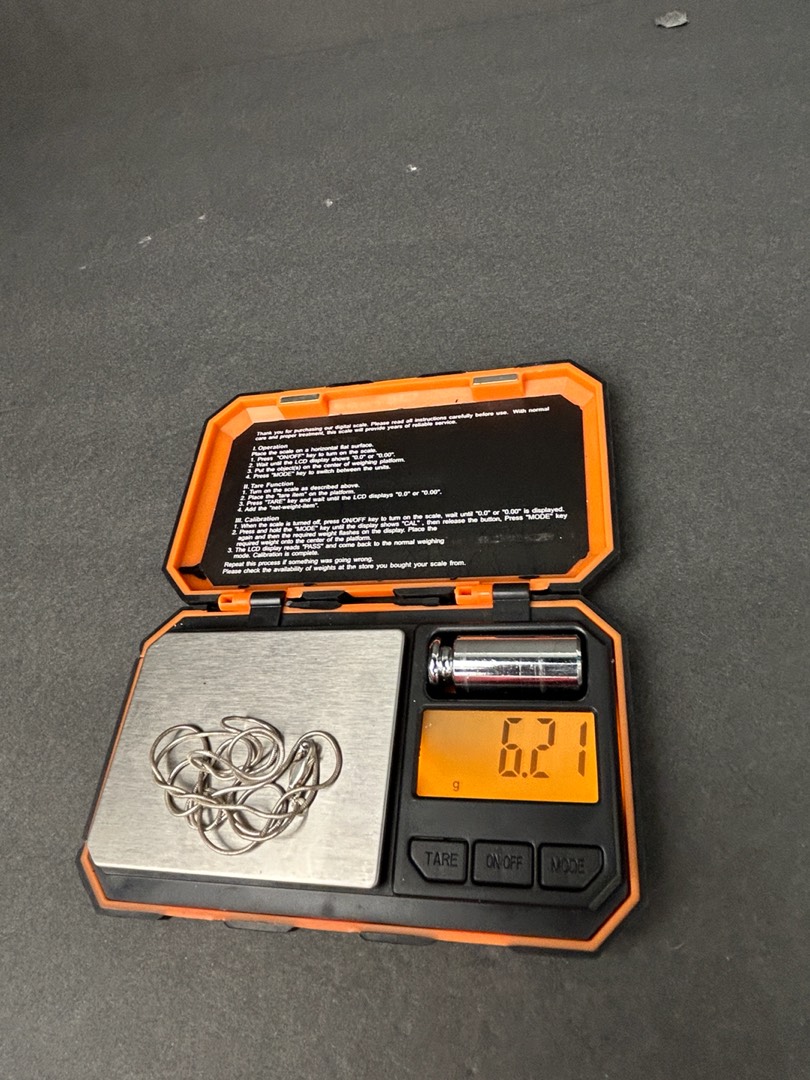 Thank you for purchasing our digital scale. Please read all instructions carefully before use. With normal
care and proper treatment, this scale will provide years of reliable service.
I. Operation
Place the scale on a horizontal flat surface.
1. Press "ON/OFF" key to turn on the scale.
2. Wait until the LCD display shows "0.0" or "0.00".
3. Put the object(s) on the center of weighing platform.
4. Press "MODE" key to switch between the units.
II. Tare Function
1. Turn on the scale as described above.
2. Place the "tare item" on the platform.
3. Press "TARE" key and wait until the LCD displays "0.0" or "0.00".
4. Add the "net-weight-item".
III. Calibration
1. When the scale is turned off, press ON/OFF key to turn on the scale, wait until "0.0" or "0.00" is displayed.
2. Press and hold the "MODE" key until the display shows "CAL", then release the button, Press "MODE" key
again and then the required weight flashes on the display. Place the
required weight onto the center of the platform.
3. The LCD display reads "PASS" and come back to the normal weighing
mode. Calibration is complete.
Repeat this process if something was going wrong.
Please check the availability of weights at the store you bought your scale from.
6.21
g
TARE
ON/OFF
MODE